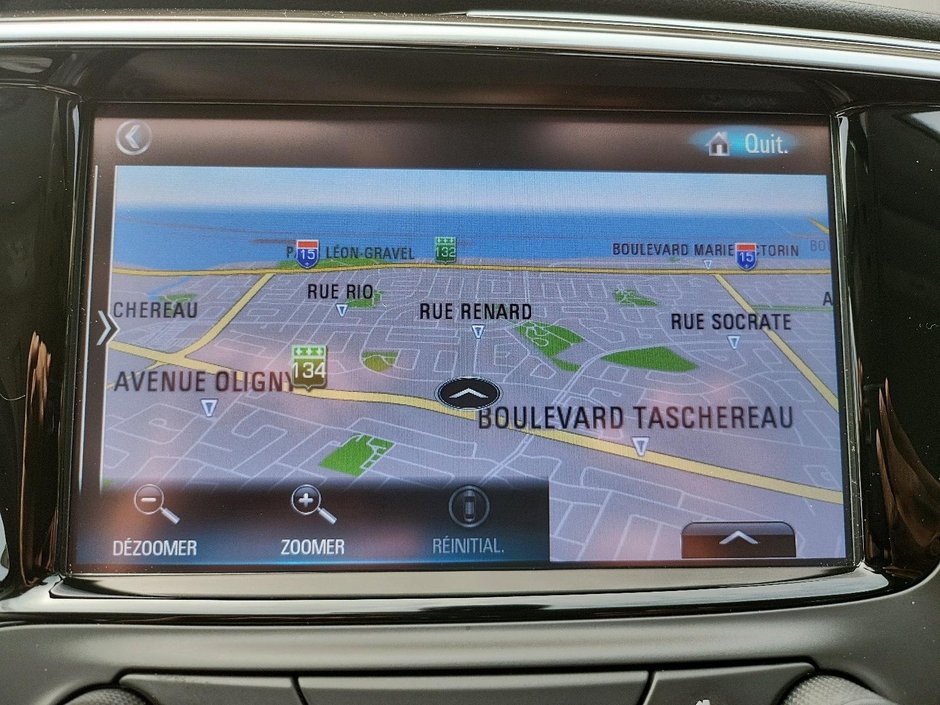 Quit.
15
LÉON-GRAVEL
132
BOULEVARD MARIE
15
CHEREAU
RUE RIO
RUE RENARD
RUE SOCRATE
134
AVENUE OLIGNY
BOULEVARD TASCHEREAU
DÉZOOMER
ZOOMER
RÉINITIAL.